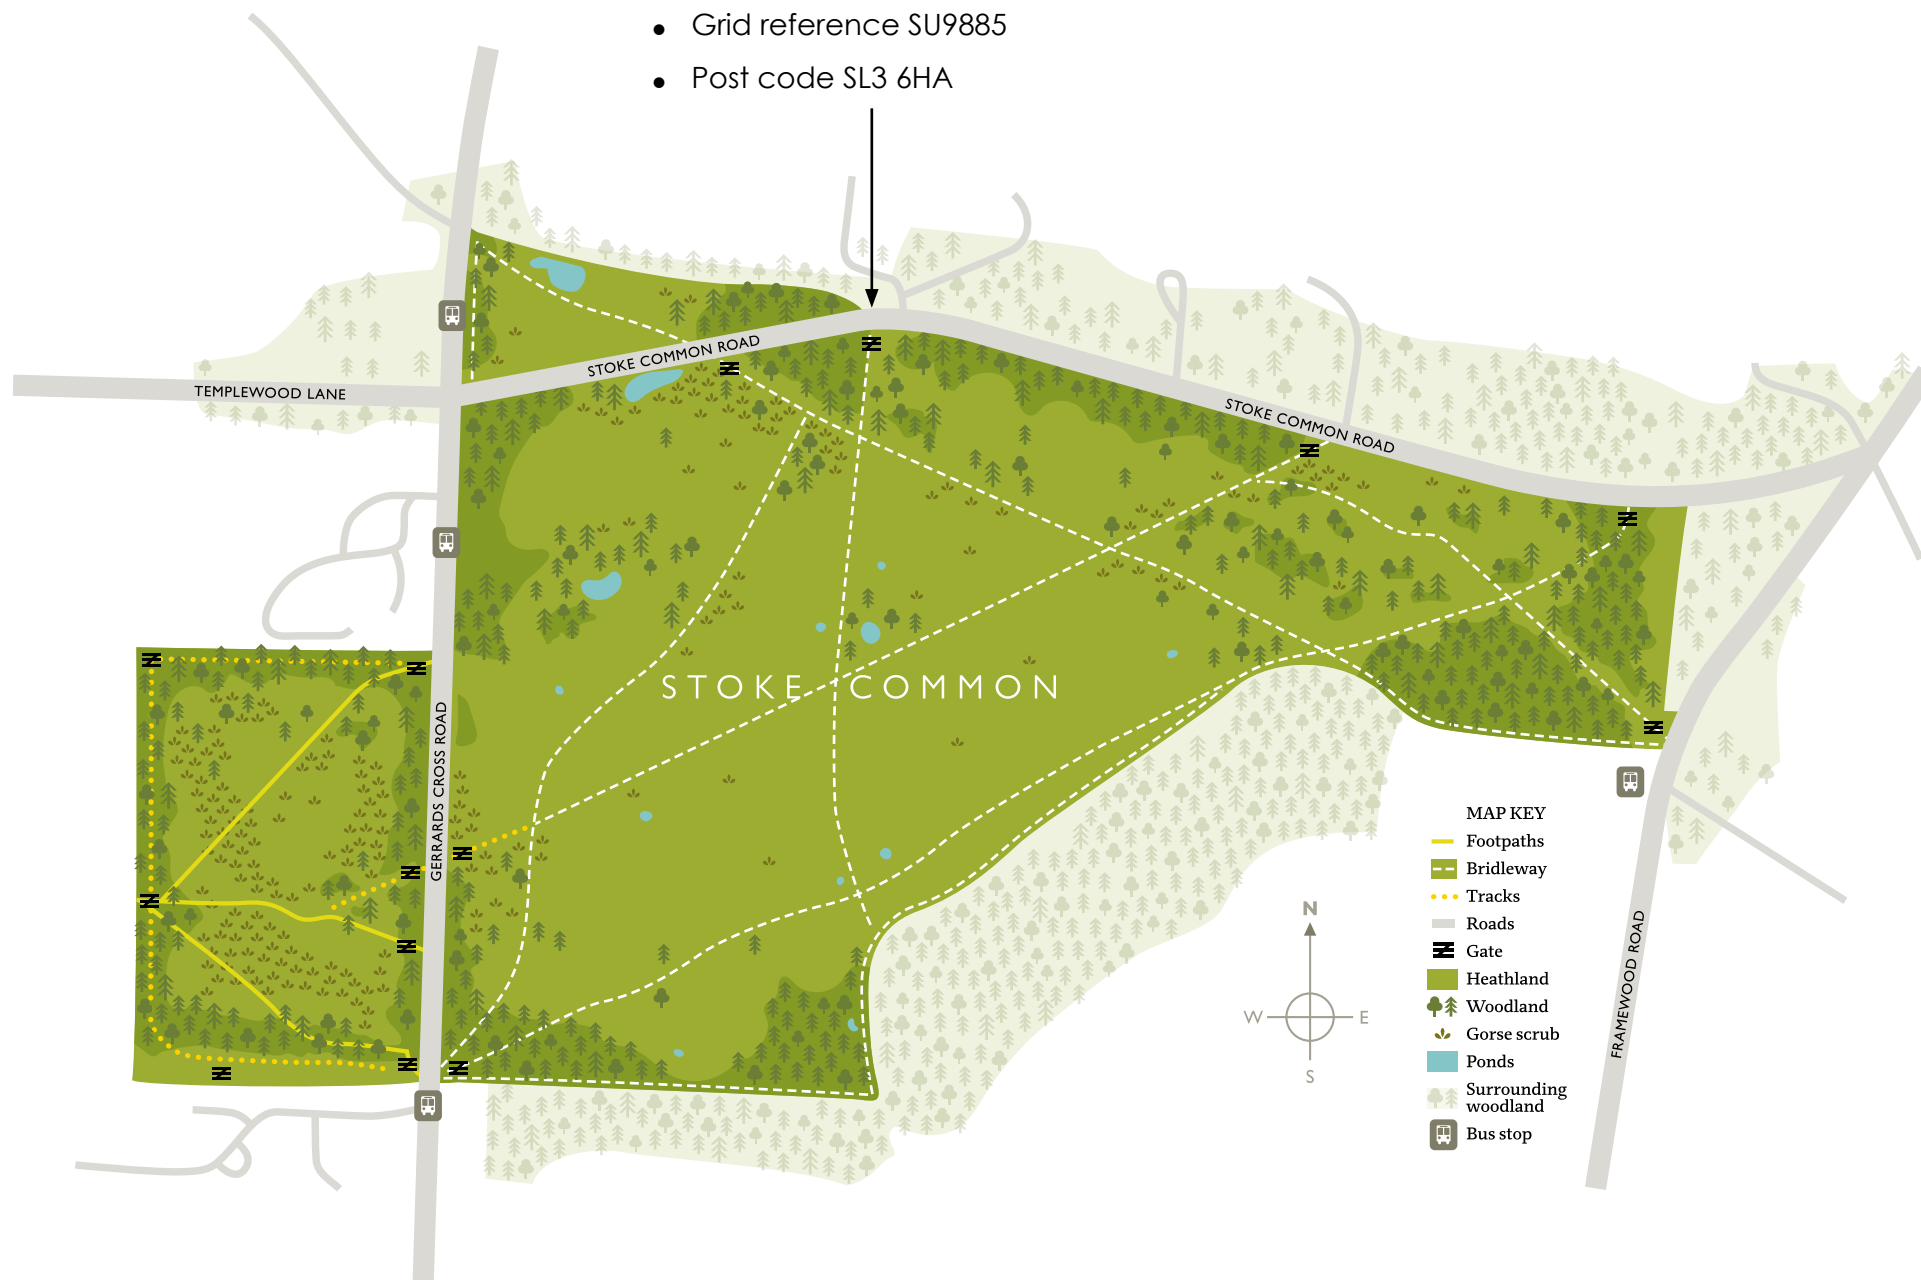 • Grid reference SU9885
• Post code SL3 6HA
STOKE COMMON ROAD
TEMPLEWOOD LANE
STOKE COMMON ROAD
STOKE COMMON
GERRARDS CROSS ROAD
FRAMEWOOD ROAD
N
W
E
S
MAP KEY
Footpaths
Bridleway
Tracks
Roads
Gate
Heathland
Woodland
Gorse scrub
Ponds
Surrounding
woodland
Bus stop